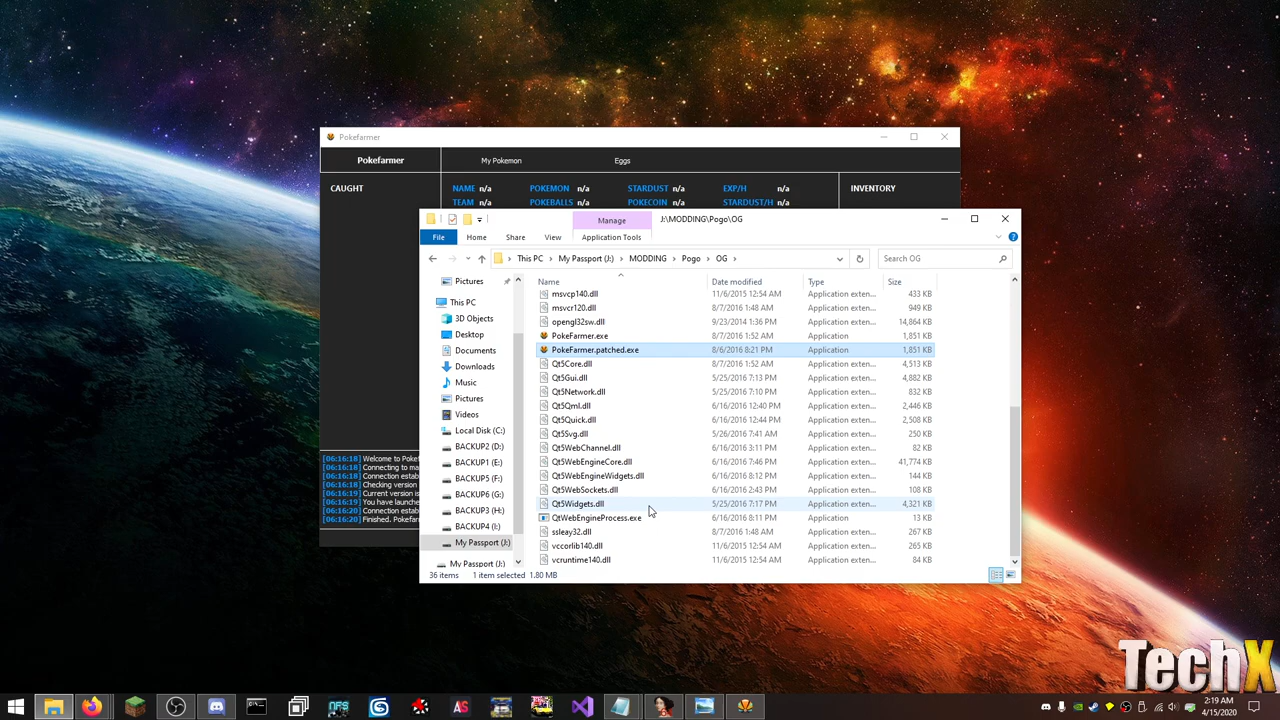 Pokefarmer
Pokefarmer My Pokemon Eggs
CAUGHT NAME n/a POKEMON n/a STARDUST n/a EXP/H n/a INVENTORY
TEAM n/a POKEBALLS n/a POKECOIN n/a STARDUST/H n/a
Manage J:\MODDING\Pogo\OG
File Home Share View Application Tools
This PC > My Passport (J:) > MODDING > Pogo > OG > Search OG
Name Date modified Type Size
Pictures
This PC
3D Objects
Desktop
Documents
Downloads
Music
Pictures
Videos
Local Disk (C:)
BACKUP2 (D:)
BACKUP1 (E:)
BACKUP5 (F:)
BACKUP6 (G:)
BACKUP3 (H:)
BACKUP4 (I:)
My Passport (J:)
My Passport (J:)
msvcp140.dll 11/6/2015 12:54 AM Application exten... 433 KB
msvcr120.dll 8/7/2016 1:48 AM Application exten... 949 KB
opengl32sw.dll 9/23/2014 1:36 PM Application exten... 14,864 KB
PokeFarmer.exe 8/7/2016 1:52 AM Application 1,851 KB
PokeFarmer.patched.exe 8/6/2016 8:21 PM Application 1,851 KB
Qt5Core.dll 8/7/2016 1:52 AM Application exten... 4,513 KB
Qt5Gui.dll 5/25/2016 7:13 PM Application exten... 4,882 KB
Qt5Network.dll 5/25/2016 7:10 PM Application exten... 832 KB
Qt5Qml.dll 6/16/2016 12:40 PM Application exten... 2,446 KB
Qt5Quick.dll 6/16/2016 12:44 PM Application exten... 2,508 KB
Qt5Svg.dll 5/26/2016 7:41 AM Application exten... 250 KB
Qt5WebChannel.dll 6/16/2016 3:11 PM Application exten... 82 KB
Qt5WebEngineCore.dll 6/16/2016 7:46 PM Application exten... 41,774 KB
Qt5WebEngineWidgets.dll 6/16/2016 8:12 PM Application exten... 144 KB
Qt5WebSockets.dll 6/16/2016 2:43 PM Application exten... 108 KB
Qt5Widgets.dll 5/25/2016 7:17 PM Application exten... 4,321 KB
QtWebEngineProcess.exe 6/16/2016 8:11 PM Application 13 KB
ssleay32.dll 8/7/2016 1:48 AM Application exten... 267 KB
vccorlib140.dll 11/6/2015 12:54 AM Application exten... 265 KB
vcruntime140.dll 11/6/2015 12:54 AM Application exten... 84 KB
36 items 1 item selected 1.80 MB
[06:16:18] Welcome to Pokef
[06:16:18] Connecting to ma
[06:16:18] Connection estab
[06:16:18] Checking version
[06:16:19] Current version is
[06:16:19] You have launche
[06:16:20] Connection estab
[06:16:20] Finished. Pokefar
TechX
NFS
AS
2:19 AM
4/15/2020